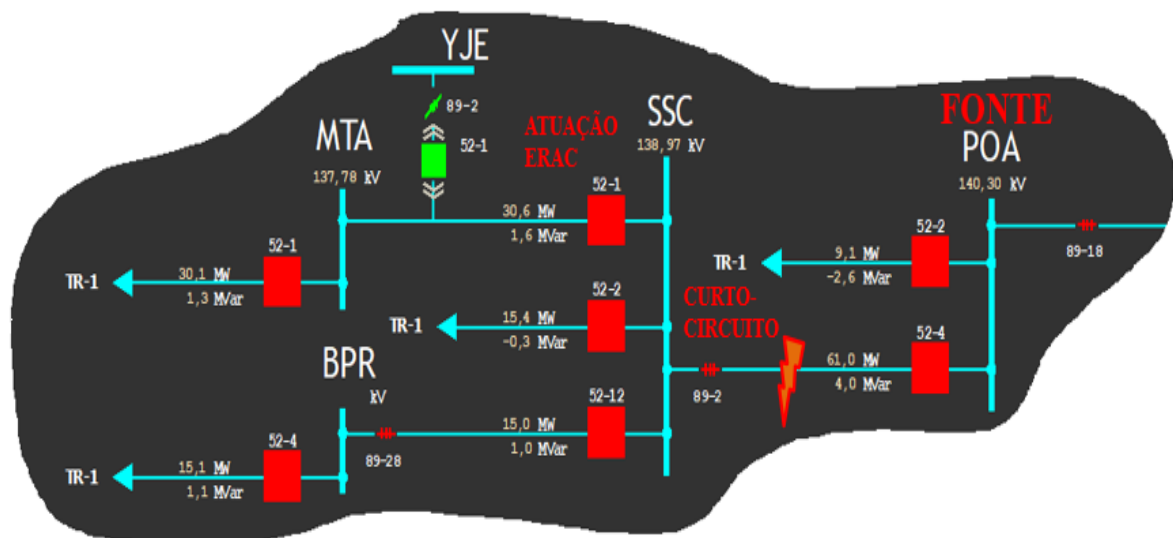 YJE
89-2
52-1
MTA
137,78 kV
ATUAÇÃO
ERAC
SSC
138,97 kV
FONTE
POA
140,30 kV
52-1
30,6 MW
1,6 MVar
52-2
9,1 MW
-2,6 MVar
TR-1
89-18
52-1
30,1 MW
1,3 MVar
TR-1
52-2
15,4 MW
-0,3 MVar
TR-1
CURTO-
CIRCUITO
52-4
61,0 MW
4,0 MVar
89-2
BPR
kV
52-12
15,0 MW
1,0 MVar
89-28
52-4
15,1 MW
1,1 MVar
TR-1